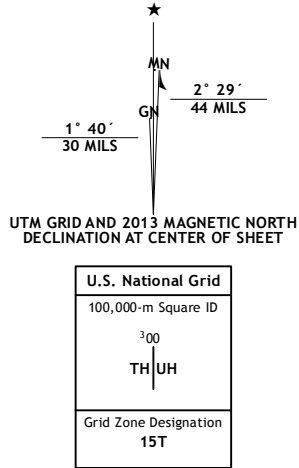 ★
MN
2° 29´
44 MILS
GN
1° 40´
30 MILS
UTM GRID AND 2013 MAGNETIC NORTH
DECLINATION AT CENTER OF SHEET
U.S. National Grid
100,000-m Square ID
³00
TH UH
Grid Zone Designation
15T